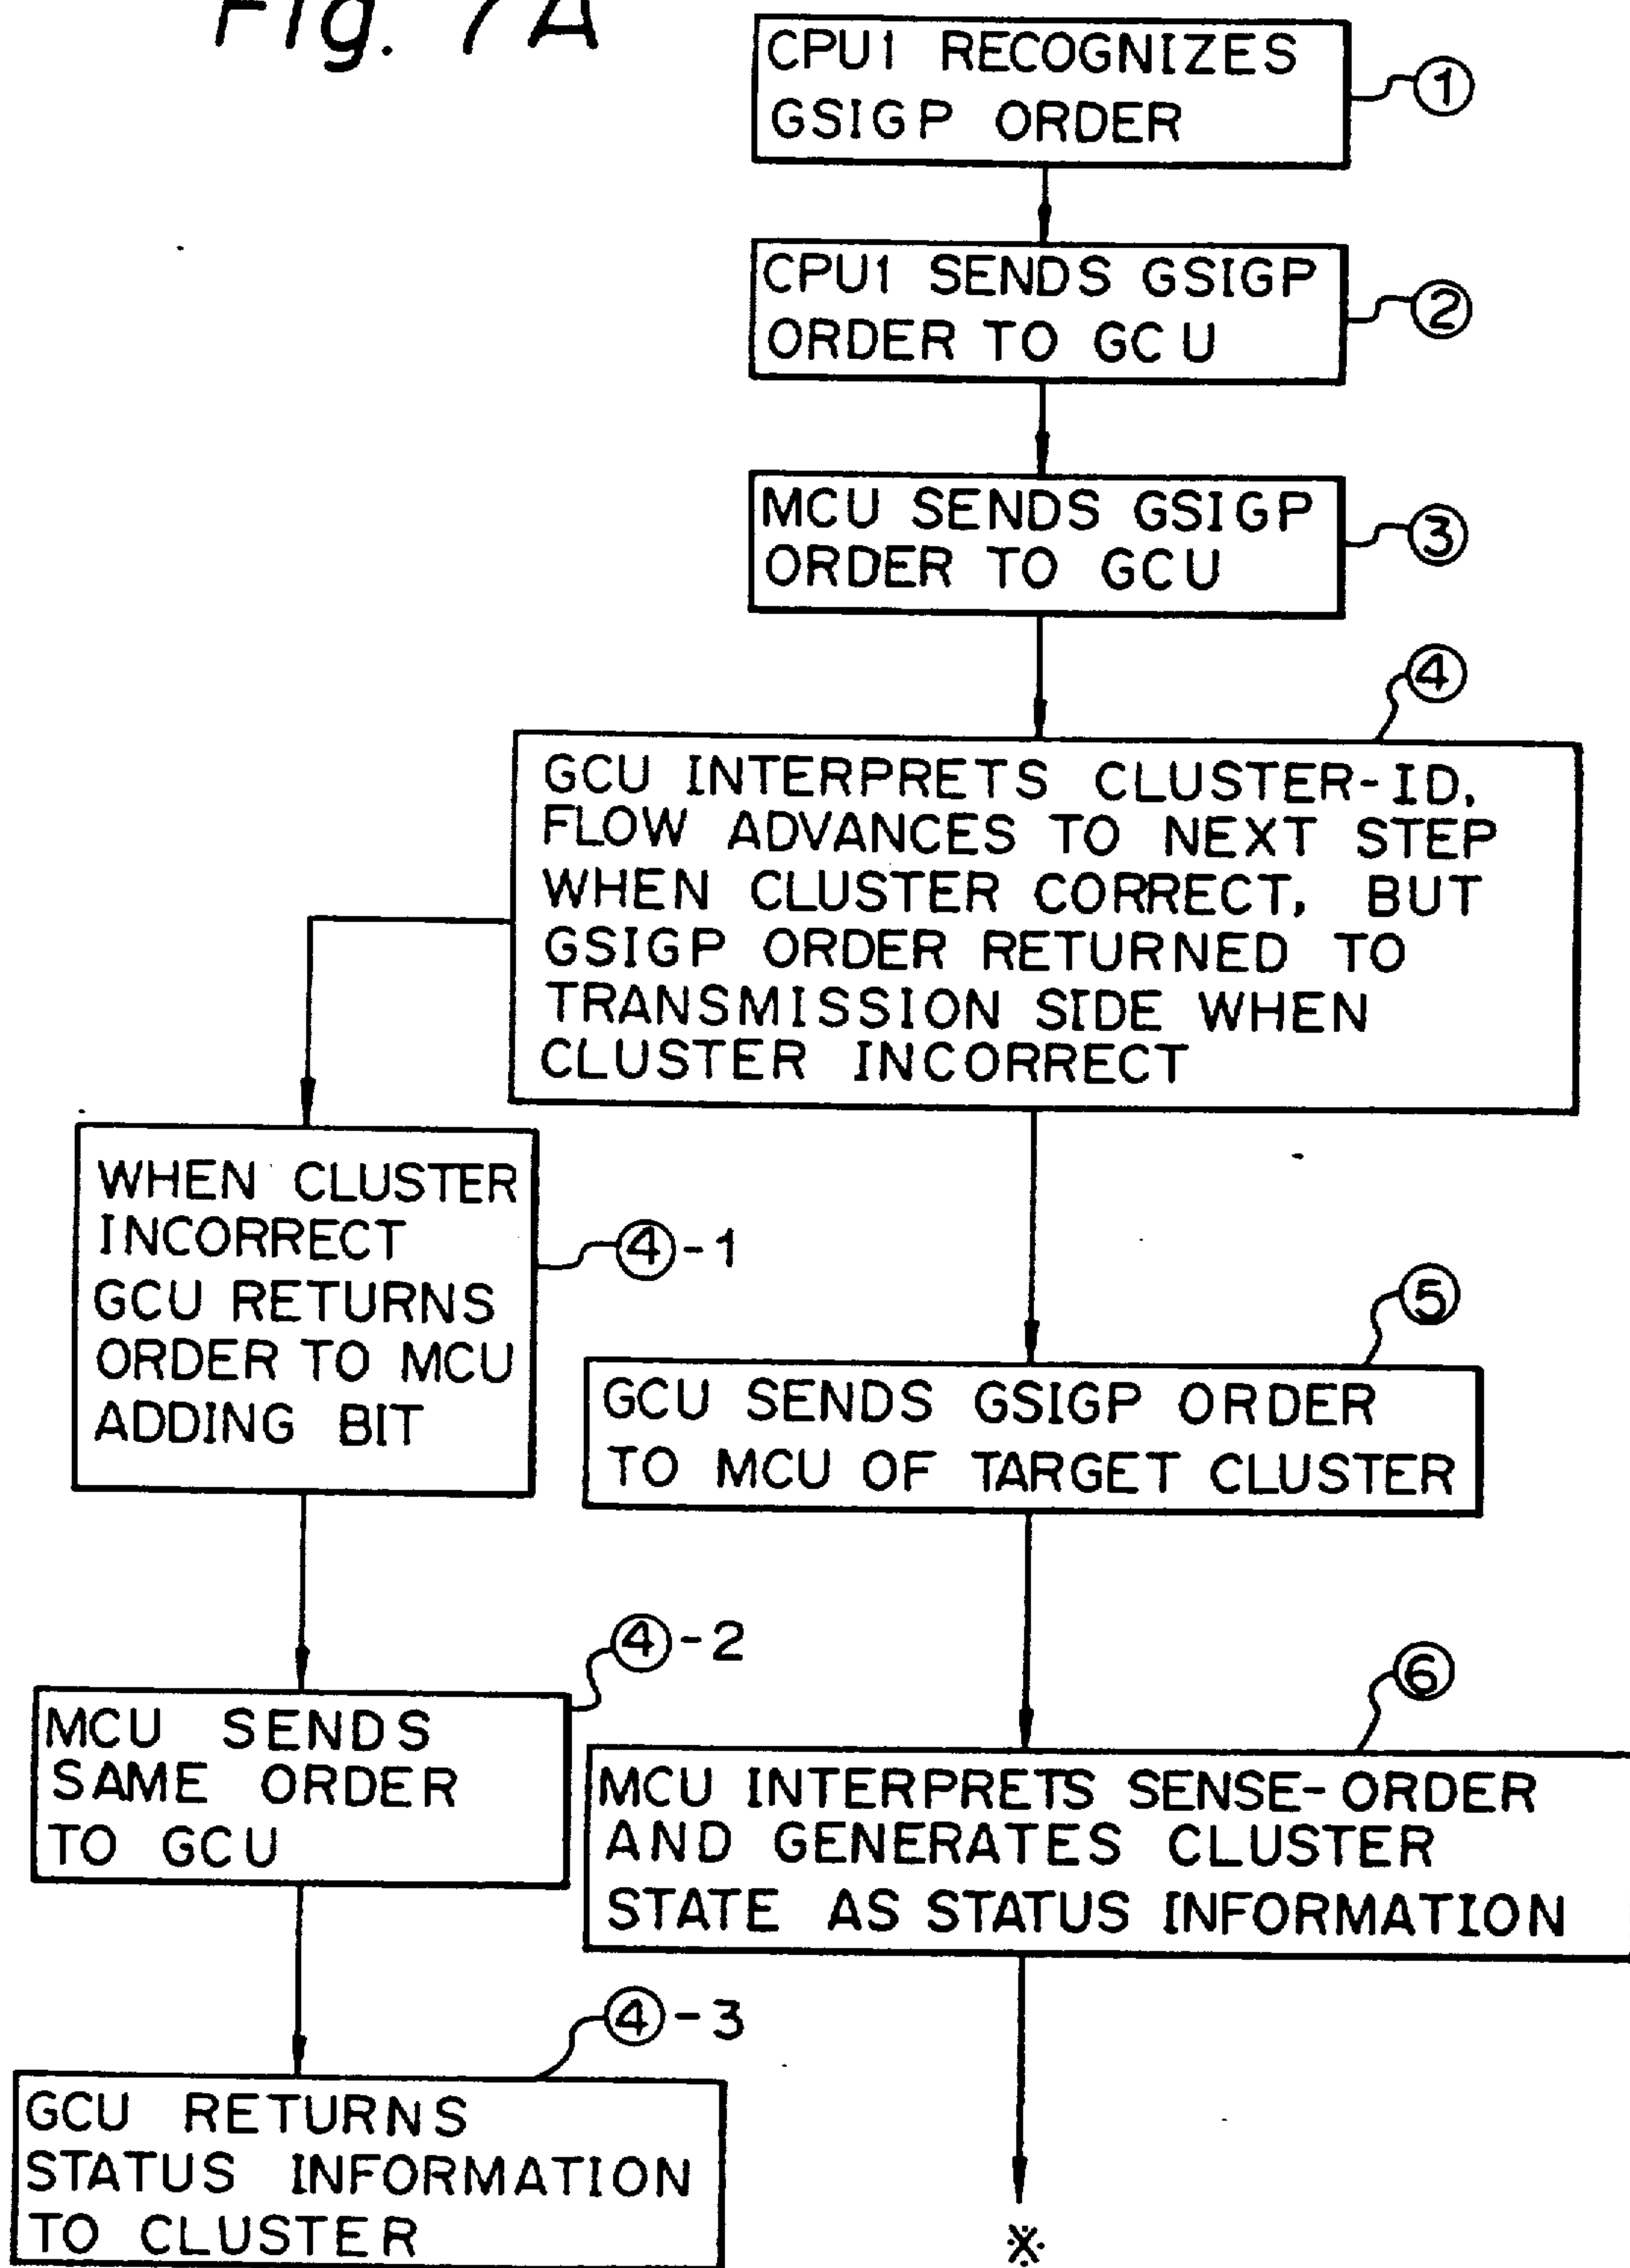 Fig. 7A
CPU1 RECOGNIZES
GSIGP ORDER
①
CPU1 SENDS GSIGP
ORDER TO GCU
②
MCU SENDS GSIGP
ORDER TO GCU
③
④
GCU INTERPRETS CLUSTER-ID,
FLOW ADVANCES TO NEXT STEP
WHEN CLUSTER CORRECT, BUT
GSIGP ORDER RETURNED TO
TRANSMISSION SIDE WHEN
CLUSTER INCORRECT
WHEN CLUSTER
INCORRECT
GCU RETURNS
ORDER TO MCU
ADDING BIT
④-1
⑤
GCU SENDS GSIGP ORDER
TO MCU OF TARGET CLUSTER
④-2
MCU SENDS
SAME ORDER
TO GCU
⑥
MCU INTERPRETS SENSE-ORDER
AND GENERATES CLUSTER
STATE AS STATUS INFORMATION
④-3
GCU RETURNS
STATUS INFORMATION
TO CLUSTER
※